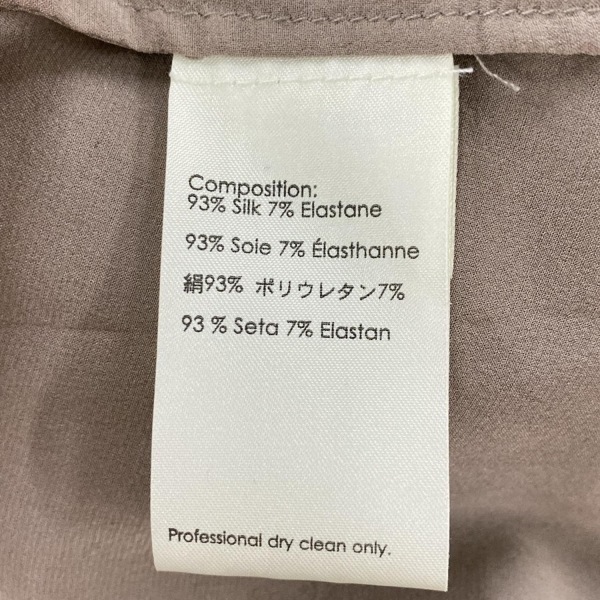 Composition:
93% Silk 7% Elastane
93% Soie 7% Élasthanne
絹93% ポリウレタン7%
93 % Seta 7% Elastan
Professional dry clean only.